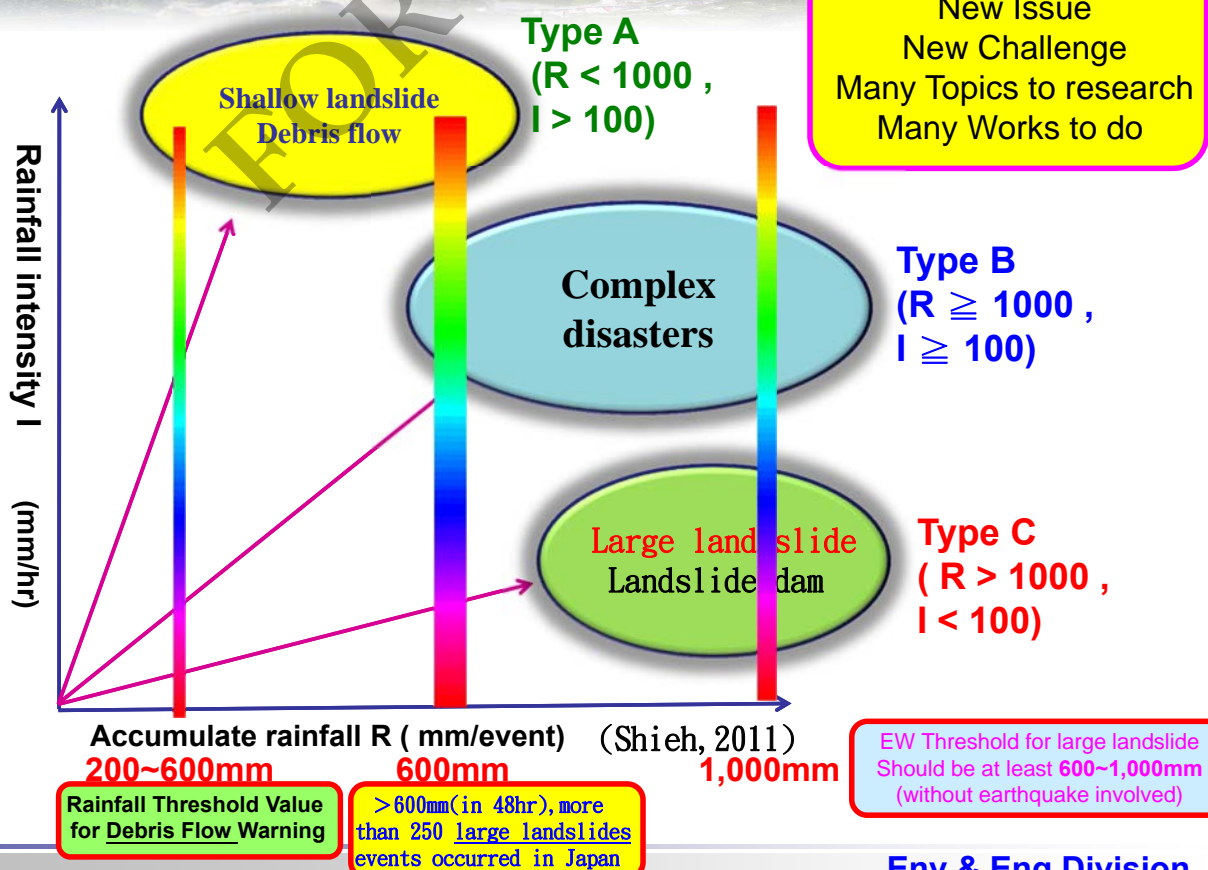 New Issue
New Challenge
Many Topics to research
Many Works to do
Type A
(R < 1000 ,
I > 100)
Shallow landslide
Debris flow
FOR
Rainfall intensity I (mm/hr)
Complex
disasters
Type B
(R ≧ 1000 ,
I ≧ 100)
Large landslide
Landslide dam
Type C
( R > 1000 ,
I < 100)
Accumulate rainfall R ( mm/event) (Shieh,2011)
200~600mm 600mm 1,000mm
Rainfall Threshold Value
for Debris Flow Warning
>600mm(in 48hr),more
than 250 large landslides
events occurred in Japan
EW Threshold for large landslide
Should be at least 600~1,000mm
(without earthquake involved)
Env & Eng Division